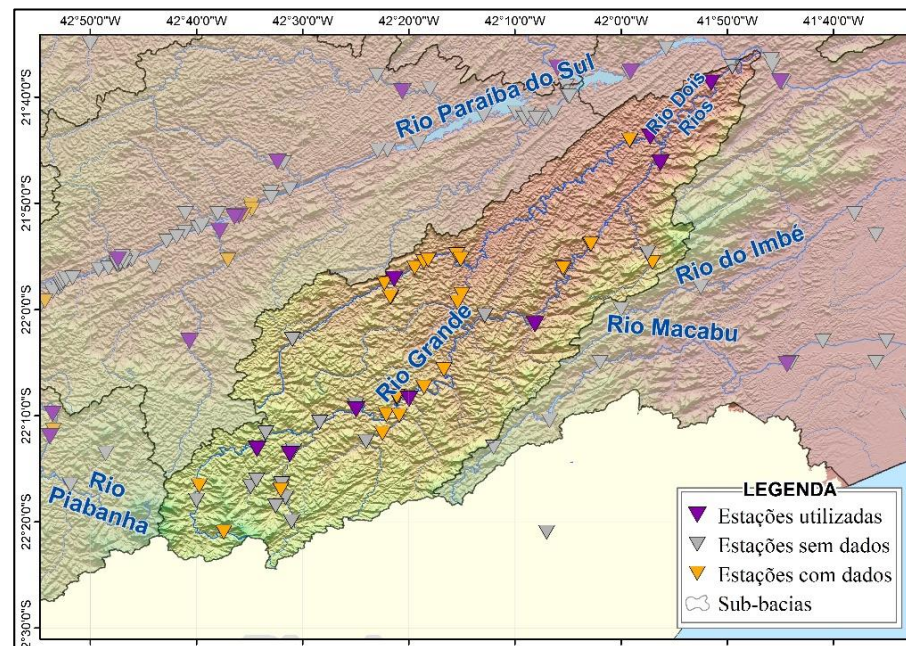 42°50'0"W 42°40'0"W 42°30'0"W 42°20'0"W 42°10'0"W 42°0'0"W 41°50'0"W 41°40'0"W
21°40'0"S
21°50'0"S
22°0'0"S
22°10'0"S
22°20'0"S
22°30'0"S
Rio Paraíba do Sul
Rio Dois
Rios
Rio do Imbé
Rio Macabu
Rio Grande
Rio
Piabanha
LEGENDA
Estações utilizadas
Estações sem dados
Estações com dados
Sub-bacias